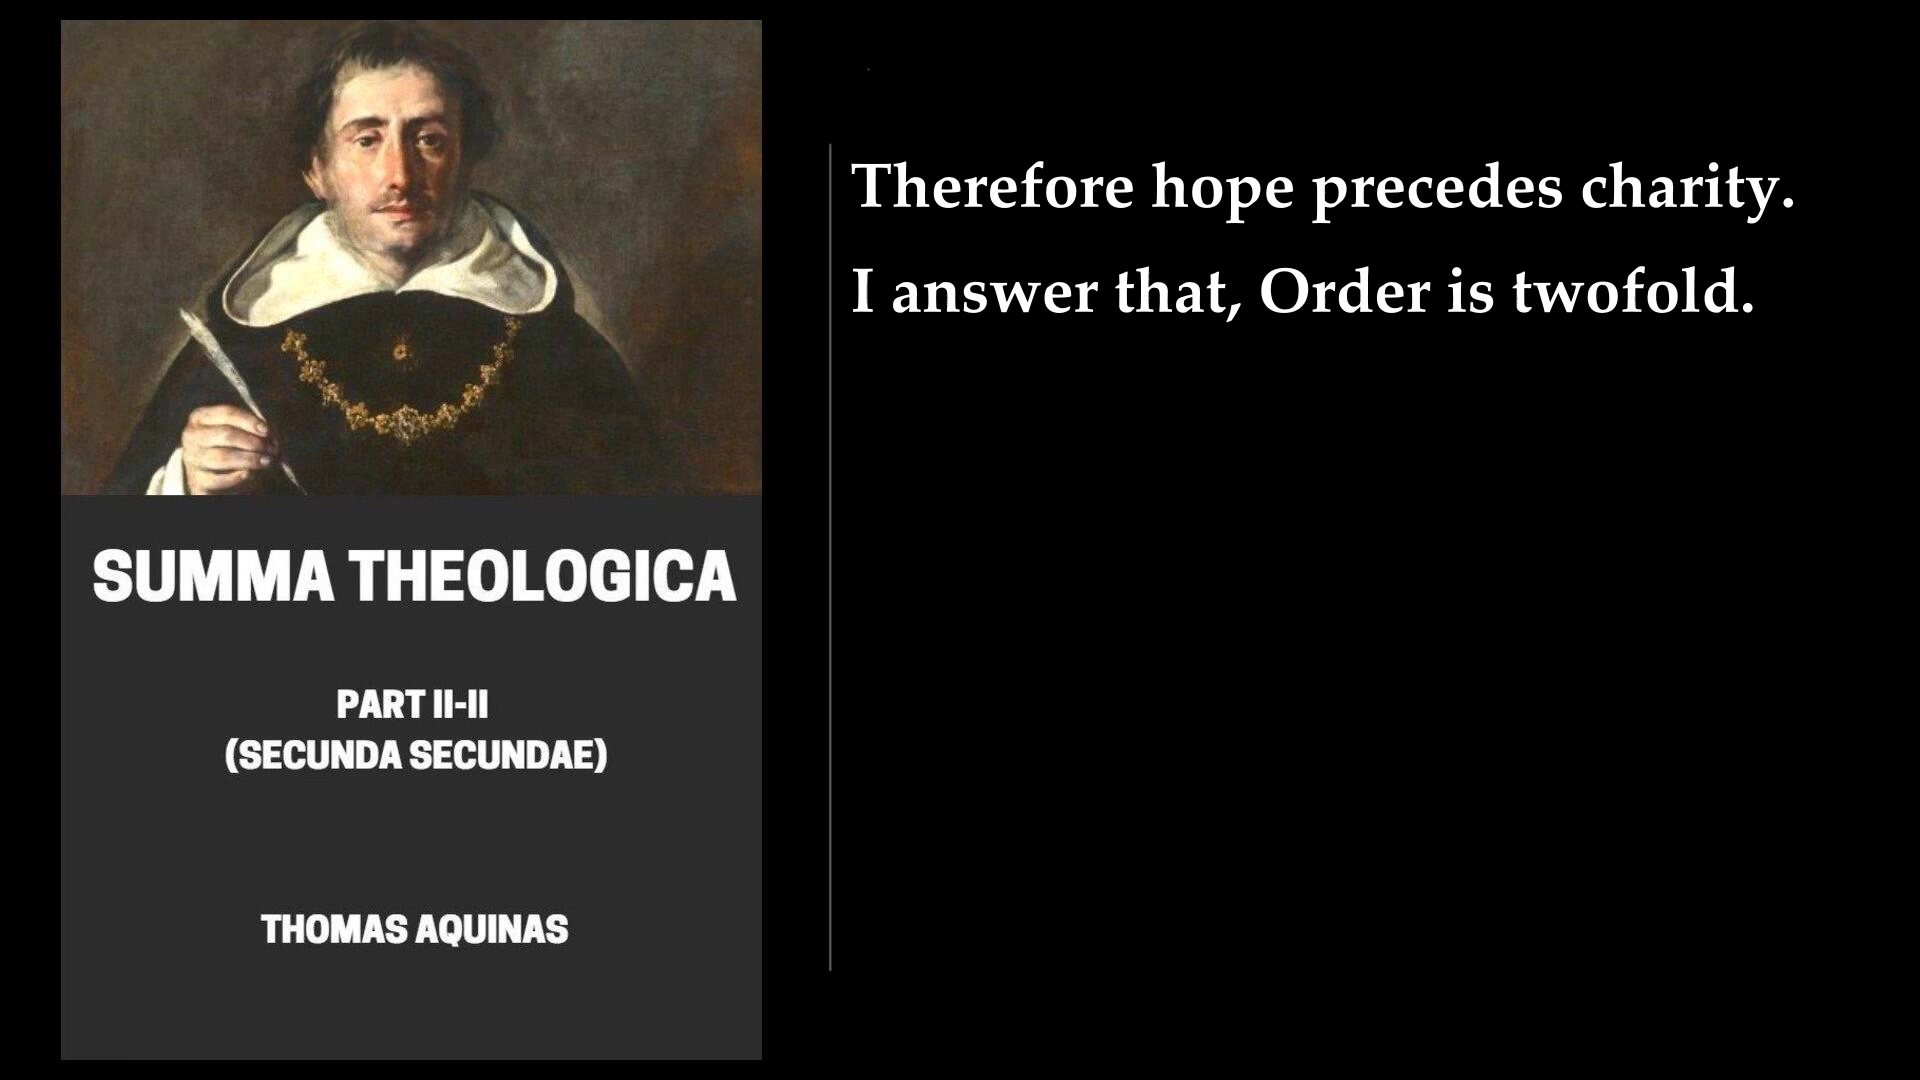 SUMMA THEOLOGICA
PART II-II
(SECUNDA SECUNDAE)
THOMAS AQUINAS
Therefore hope precedes charity.
I answer that, Order is twofold.